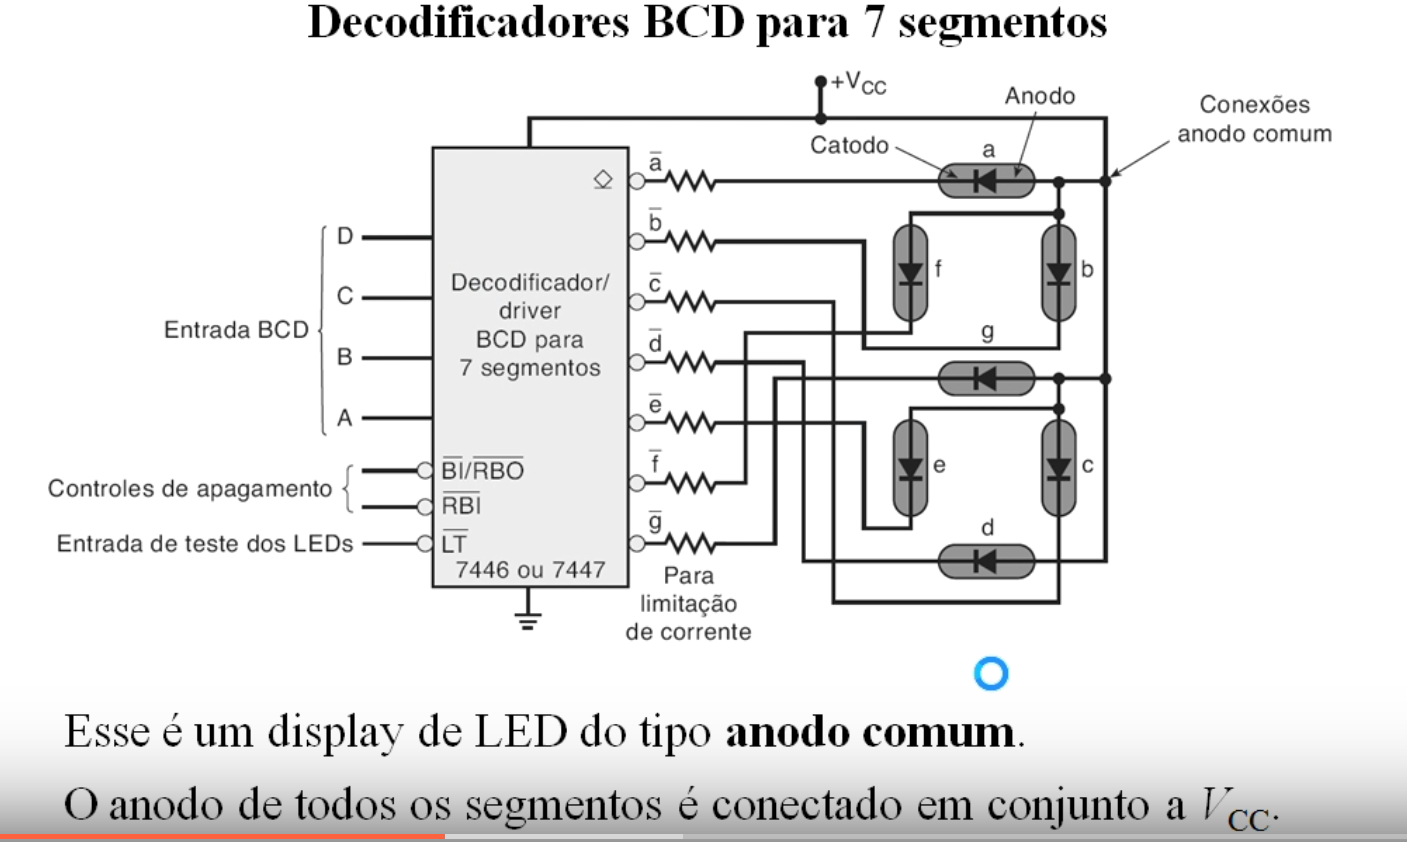 Decodificadores BCD para 7 segmentos
+VCC
Anodo
Conexões
anodo comum
Catodo
a
a̅
b̅
D
Decodificador/
driver
BCD para
7 segmentos
c̅
f
b
C
Entrada BCD
d̅
g
B
e̅
A
f̅
e
c
BI/RBO
Controles de apagamento
RBI
g̅
d
Entrada de teste dos LEDs
LT
7446 ou 7447
Para
limitação
de corrente
Esse é um display de LED do tipo anodo comum.
O anodo de todos os segmentos é conectado em conjunto a VCC.